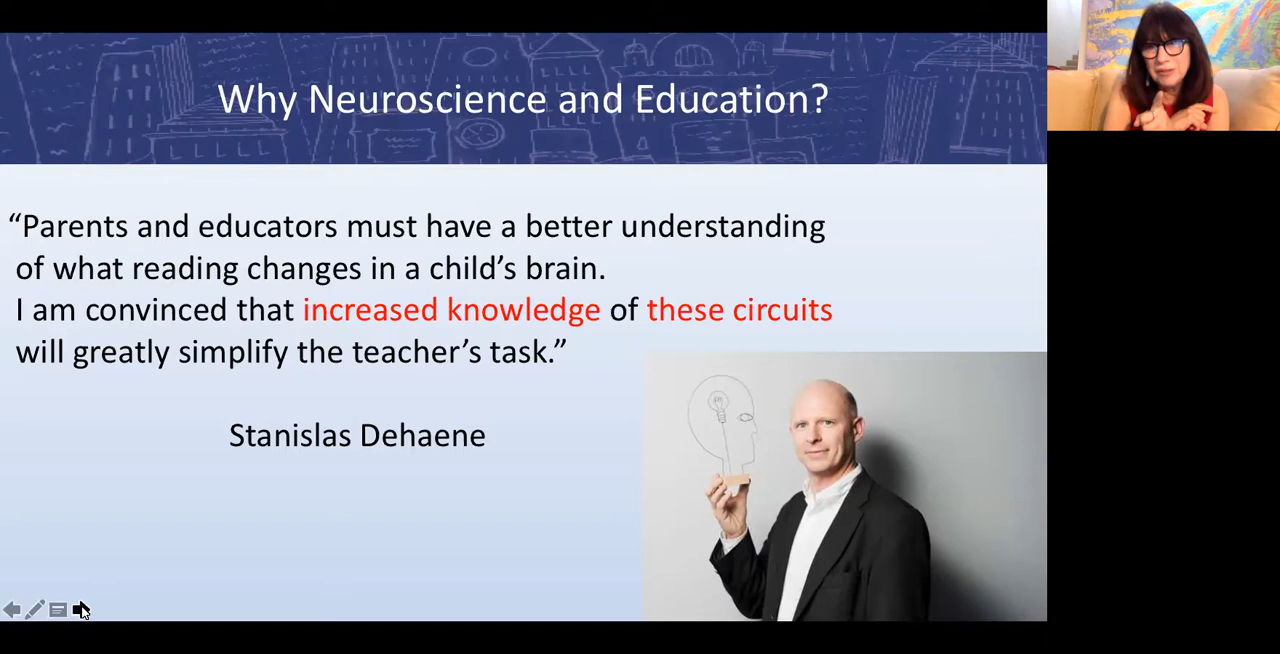 Why Neuroscience and Education?
“Parents and educators must have a better understanding
of what reading changes in a child’s brain.
I am convinced that increased knowledge of these circuits
will greatly simplify the teacher’s task.”
Stanislas Dehaene